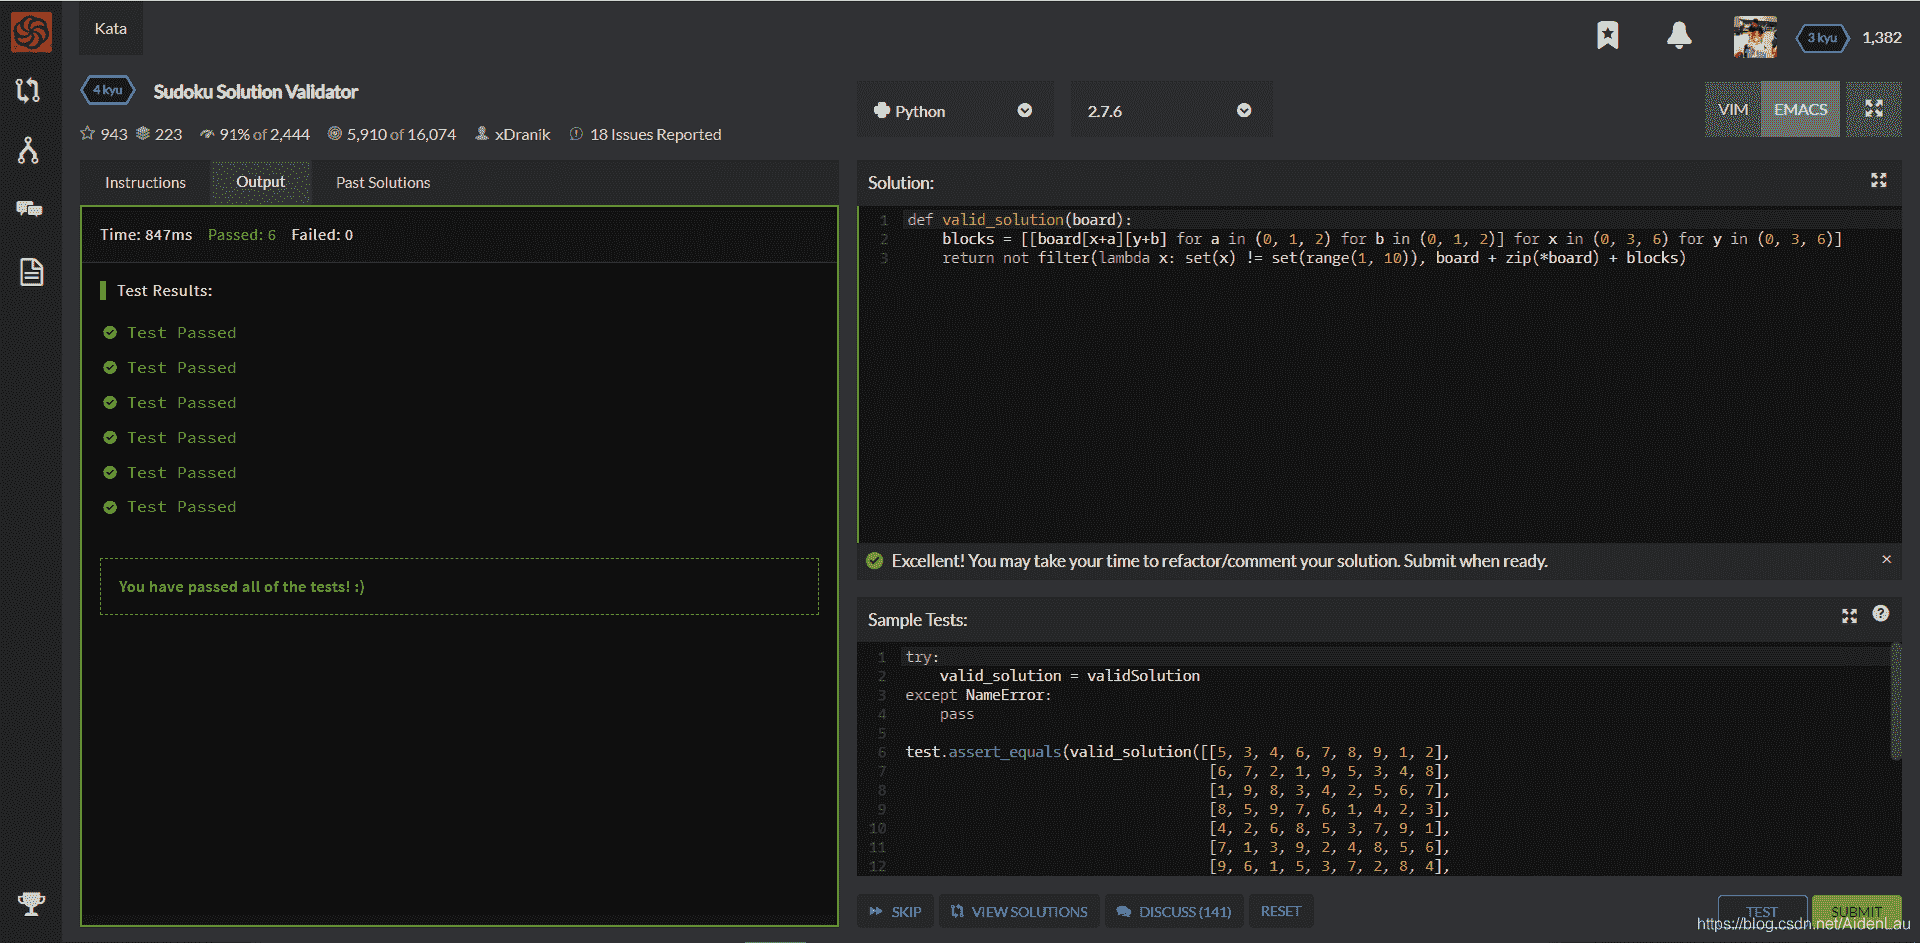 Kata
3 kyu 1,382
4 kyu Sudoku Solution Validator
943 223 91% of 2,444 5,910 of 16,074 xDranik 18 Issues Reported
Python 2.7.6 VIM EMACS
Instructions Output Past Solutions
Time: 847ms Passed: 6 Failed: 0
Test Results:
Test Passed
Test Passed
Test Passed
Test Passed
Test Passed
Test Passed
You have passed all of the tests! :)
Solution:
1 def valid_solution(board):
2 blocks = [[board[x+a][y+b] for a in (0, 1, 2) for b in (0, 1, 2)] for x in (0, 3, 6) for y in (0, 3, 6)]
3 return not filter(lambda x: set(x) != set(range(1, 10)), board + zip(*board) + blocks)
Excellent! You may take your time to refactor/comment your solution. Submit when ready. ×
Sample Tests:
1 try:
2 valid_solution = validSolution
3 except NameError:
4 pass
5
6 test.assert_equals(valid_solution([[5, 3, 4, 6, 7, 8, 9, 1, 2],
7 [6, 7, 2, 1, 9, 5, 3, 4, 8],
8 [1, 9, 8, 3, 4, 2, 5, 6, 7],
9 [8, 5, 9, 7, 6, 1, 4, 2, 3],
10 [4, 2, 6, 8, 5, 3, 7, 9, 1],
11 [7, 1, 3, 9, 2, 4, 8, 5, 6],
12 [9, 6, 1, 5, 3, 7, 2, 8, 4],
SKIP VIEW SOLUTIONS DISCUSS (141) RESET TEST SUBMIT
https://blog.csdn.net/AidenLau